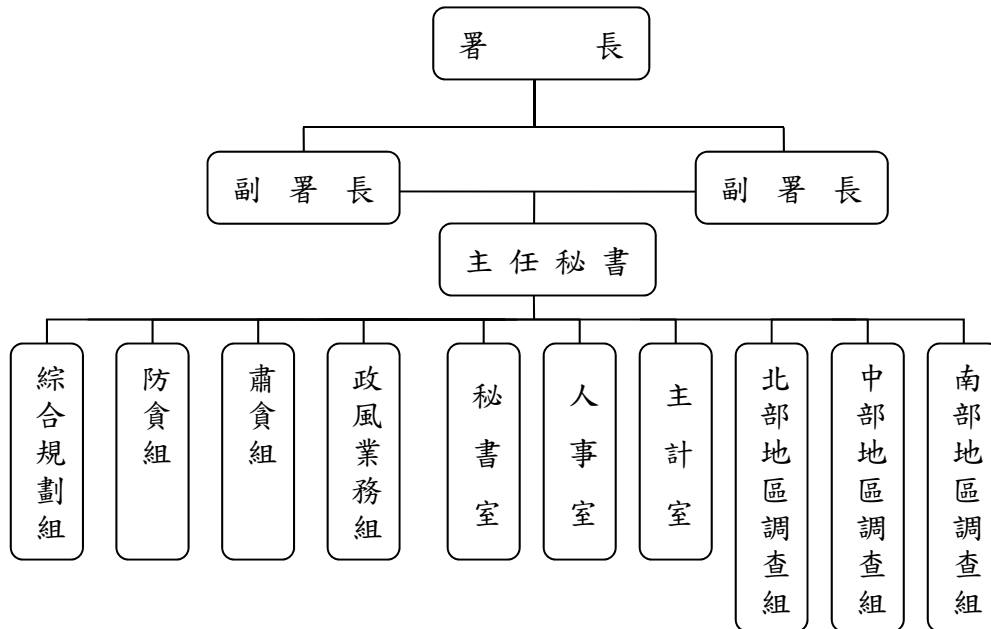 署長
副署長
副署長
主任秘書
綜合規劃組
防貪組
肅貪組
政風業務組
秘書室
人事室
主計室
北部地區調查組
中部地區調查組
南部地區調查組